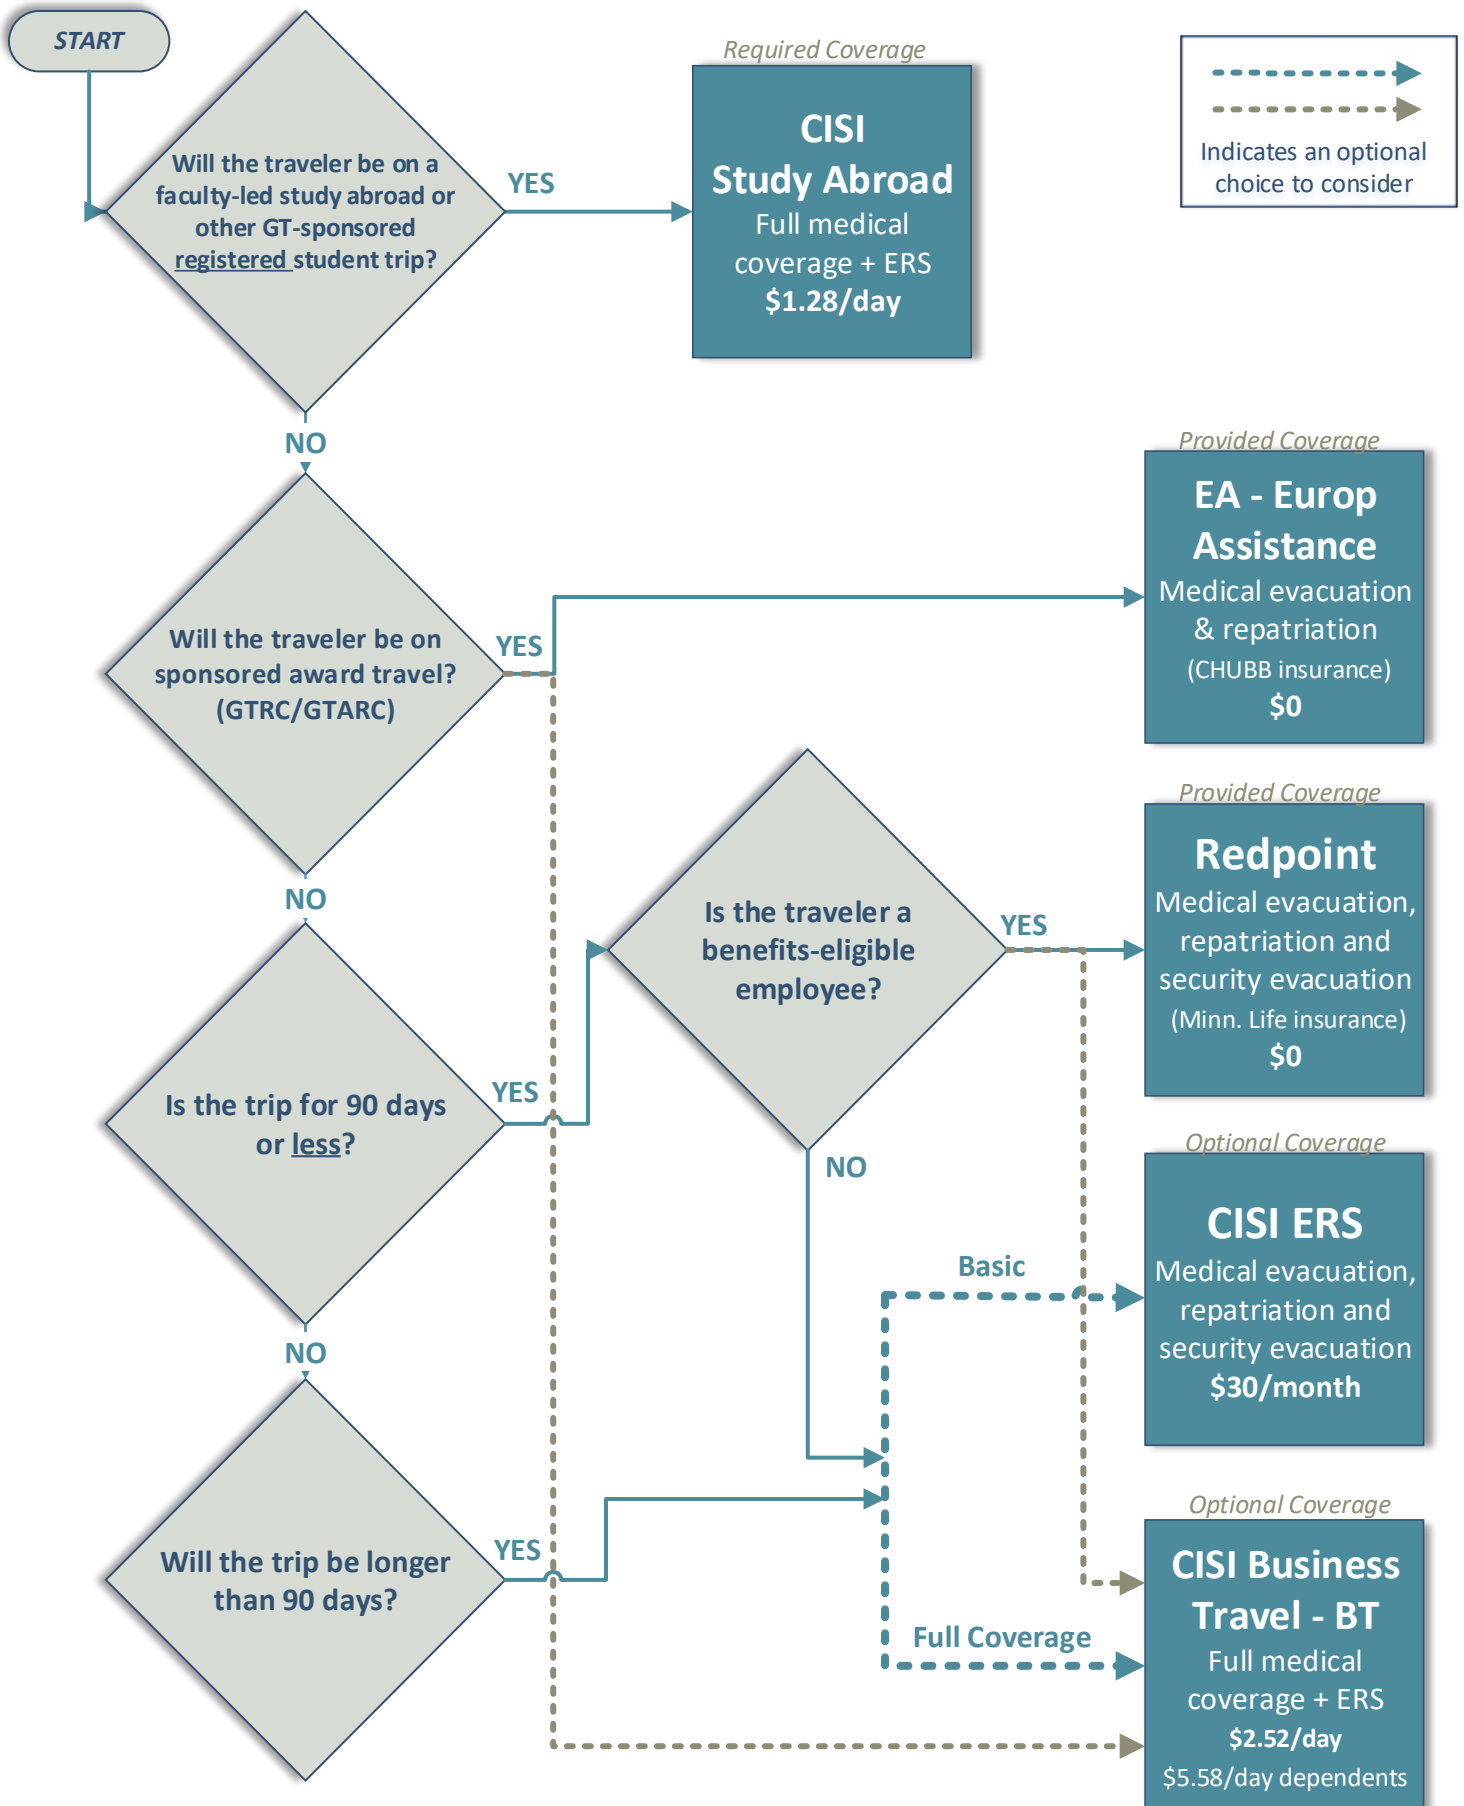 START
Will the traveler be on a
faculty-led study abroad or
other GT-sponsored
registered student trip?
YES
Required Coverage
CISI
Study Abroad
Full medical
coverage + ERS
$1.28/day
Indicates an optional
choice to consider
NO
Will the traveler be on
sponsored award travel?
(GTRC/GTARC)
YES
Provided Coverage
EA - Europ
Assistance
Medical evacuation
& repatriation
(CHUBB insurance)
$0
NO
Is the trip for 90 days
or less?
YES
Is the traveler a
benefits-eligible
employee?
YES
Provided Coverage
Redpoint
Medical evacuation,
repatriation and
security evacuation
(Minn. Life insurance)
$0
NO
Basic
Optional Coverage
CISI ERS
Medical evacuation,
repatriation and
security evacuation
$30/month
NO
Will the trip be longer
than 90 days?
YES
Full Coverage
Optional Coverage
CISI Business
Travel - BT
Full medical
coverage + ERS
$2.52/day
$5.58/day dependents